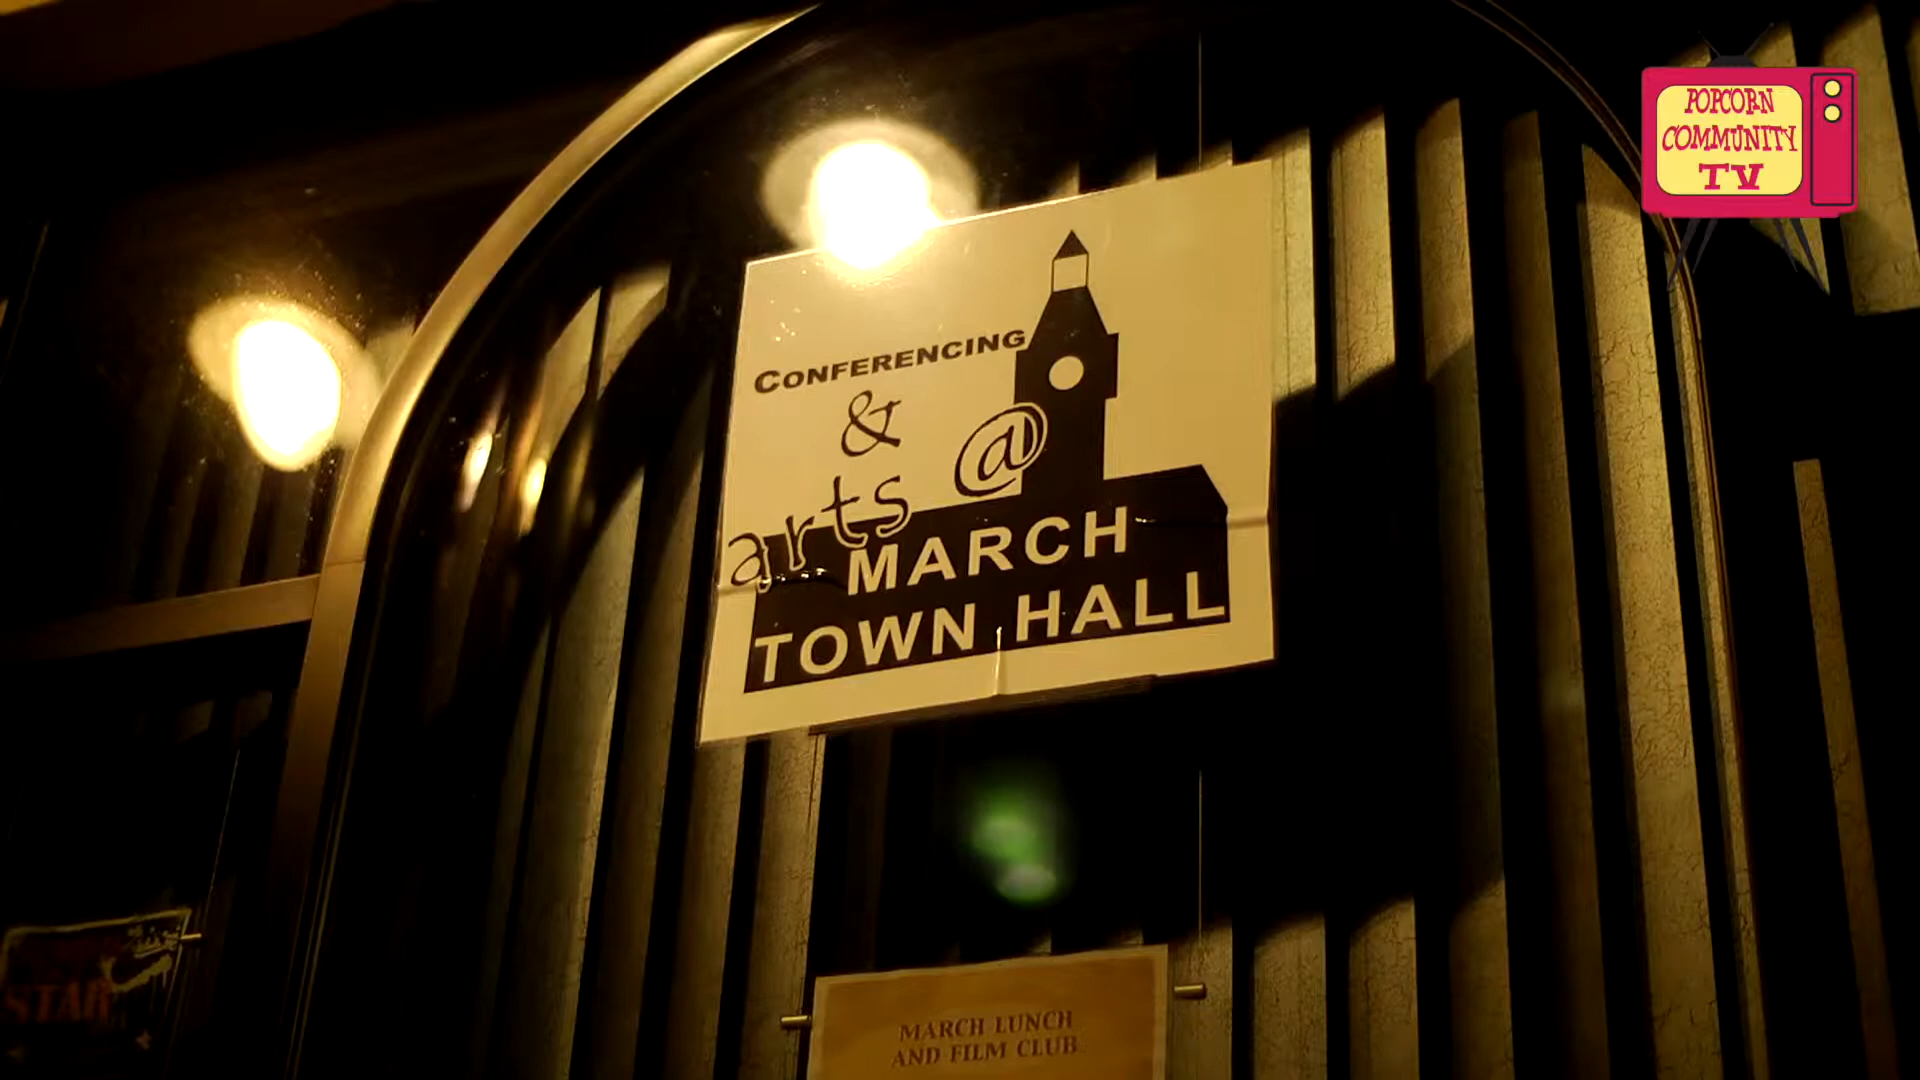 POPCORN
COMMUNITY
TV
CONFERENCING
&
arts @
MARCH
TOWN HALL
STAR
MARCH LUNCH
AND FILM CLUB